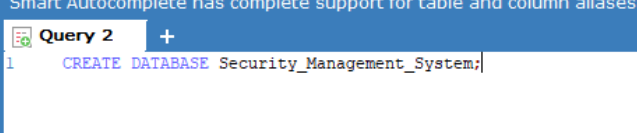 Smart Autocomplete has complete support for table and column aliases
Query 2
+
1 CREATE DATABASE Security_Management_System;